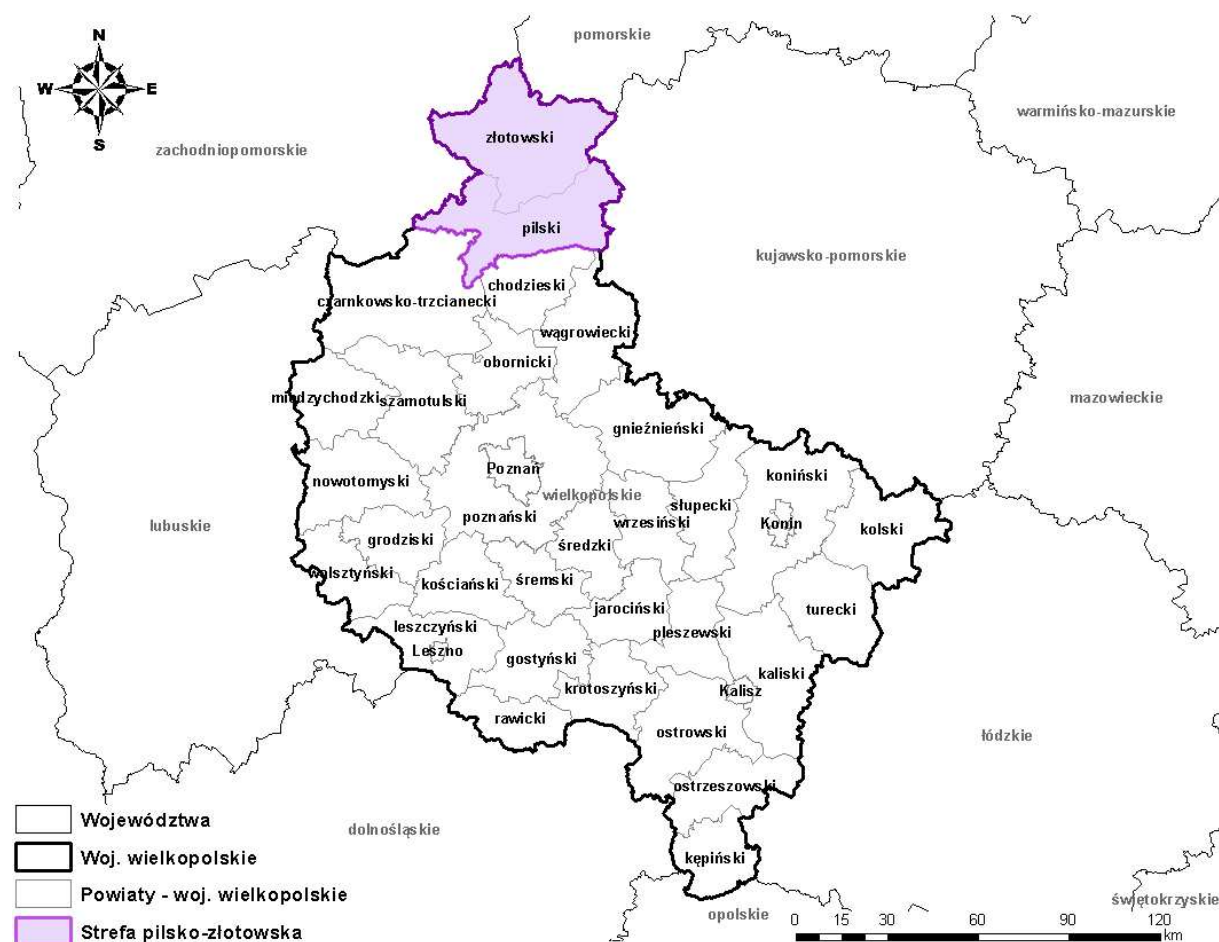 pomorskie
N
W E
S
warmińsko-mazurskie
zachodniopomorskie
złotowski
pilski
kujawsko-pomorskie
chodzieski
czarnkowsko-trzcianecki
wągrowiecki
obornicki
międzychodzki
szamotulski
mazowieckie
gnieźnieński
Poznań
koniński
nowotomyski
wielkopolskie
słupecki
lubuskie
poznański
wrzesiński
Konin
kolski
grodziski
średzki
wolsztyński
kościański
śremski
jarociński
turecki
leszczyński
pleszewski
Leszno
gostyński
kaliski
krotoszyński
Kalisz
rawicki
ostrowski
łódzkie
ostrzeszowski
dolnośląskie
kępiński
opolskie
świętokrzyskie
Województwa
Woj. wielkopolskie
Powiaty - woj. wielkopolskie
Strefa pilsko-złotowska
0 15 30 60 90 120
km